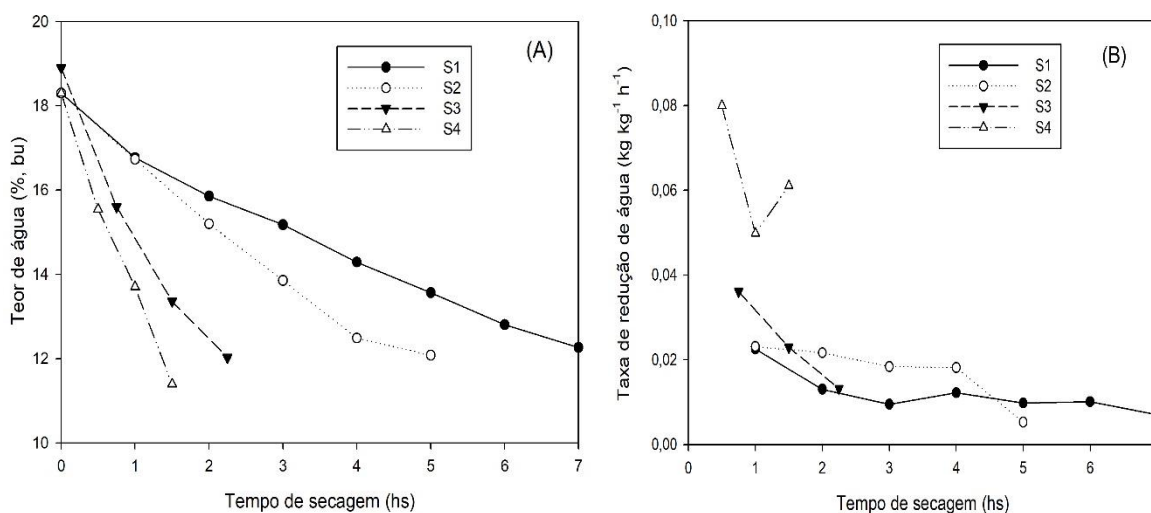 (A)
Teor de água (%, bu)
20
18
16
14
12
10
S1
S2
S3
S4
0 1 2 3 4 5 6 7
Tempo de secagem (hs)
(B)
Taxa de redução de água (kg kg⁻¹ h⁻¹)
0,10
0,08
0,06
0,04
0,02
0,00
S1
S2
S3
S4
0 1 2 3 4 5 6
Tempo de secagem (hs)